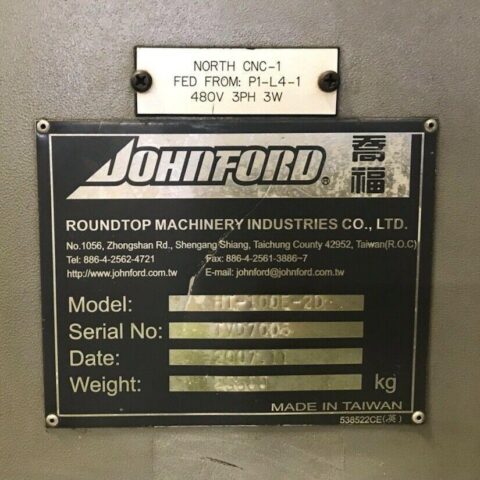 NORTH CNC-1
FED FROM: P1-L4-1
480V 3PH 3W
JOHNFORD® 喬福
ROUNDTOP MACHINERY INDUSTRIES CO., LTD.
No.1056, Zhongshan Rd., Shengang Shiang, Taichung County 42952, Taiwan(R.O.C)
Tel: 886-4-2562-4721 Fax: 886-4-2561-3886~7
http://www.johnford.com.tw E-mail: johnford@johnford.com.tw
Model:
Serial No:
Date:
Weight: kg
MADE IN TAIWAN
538522CE(英)